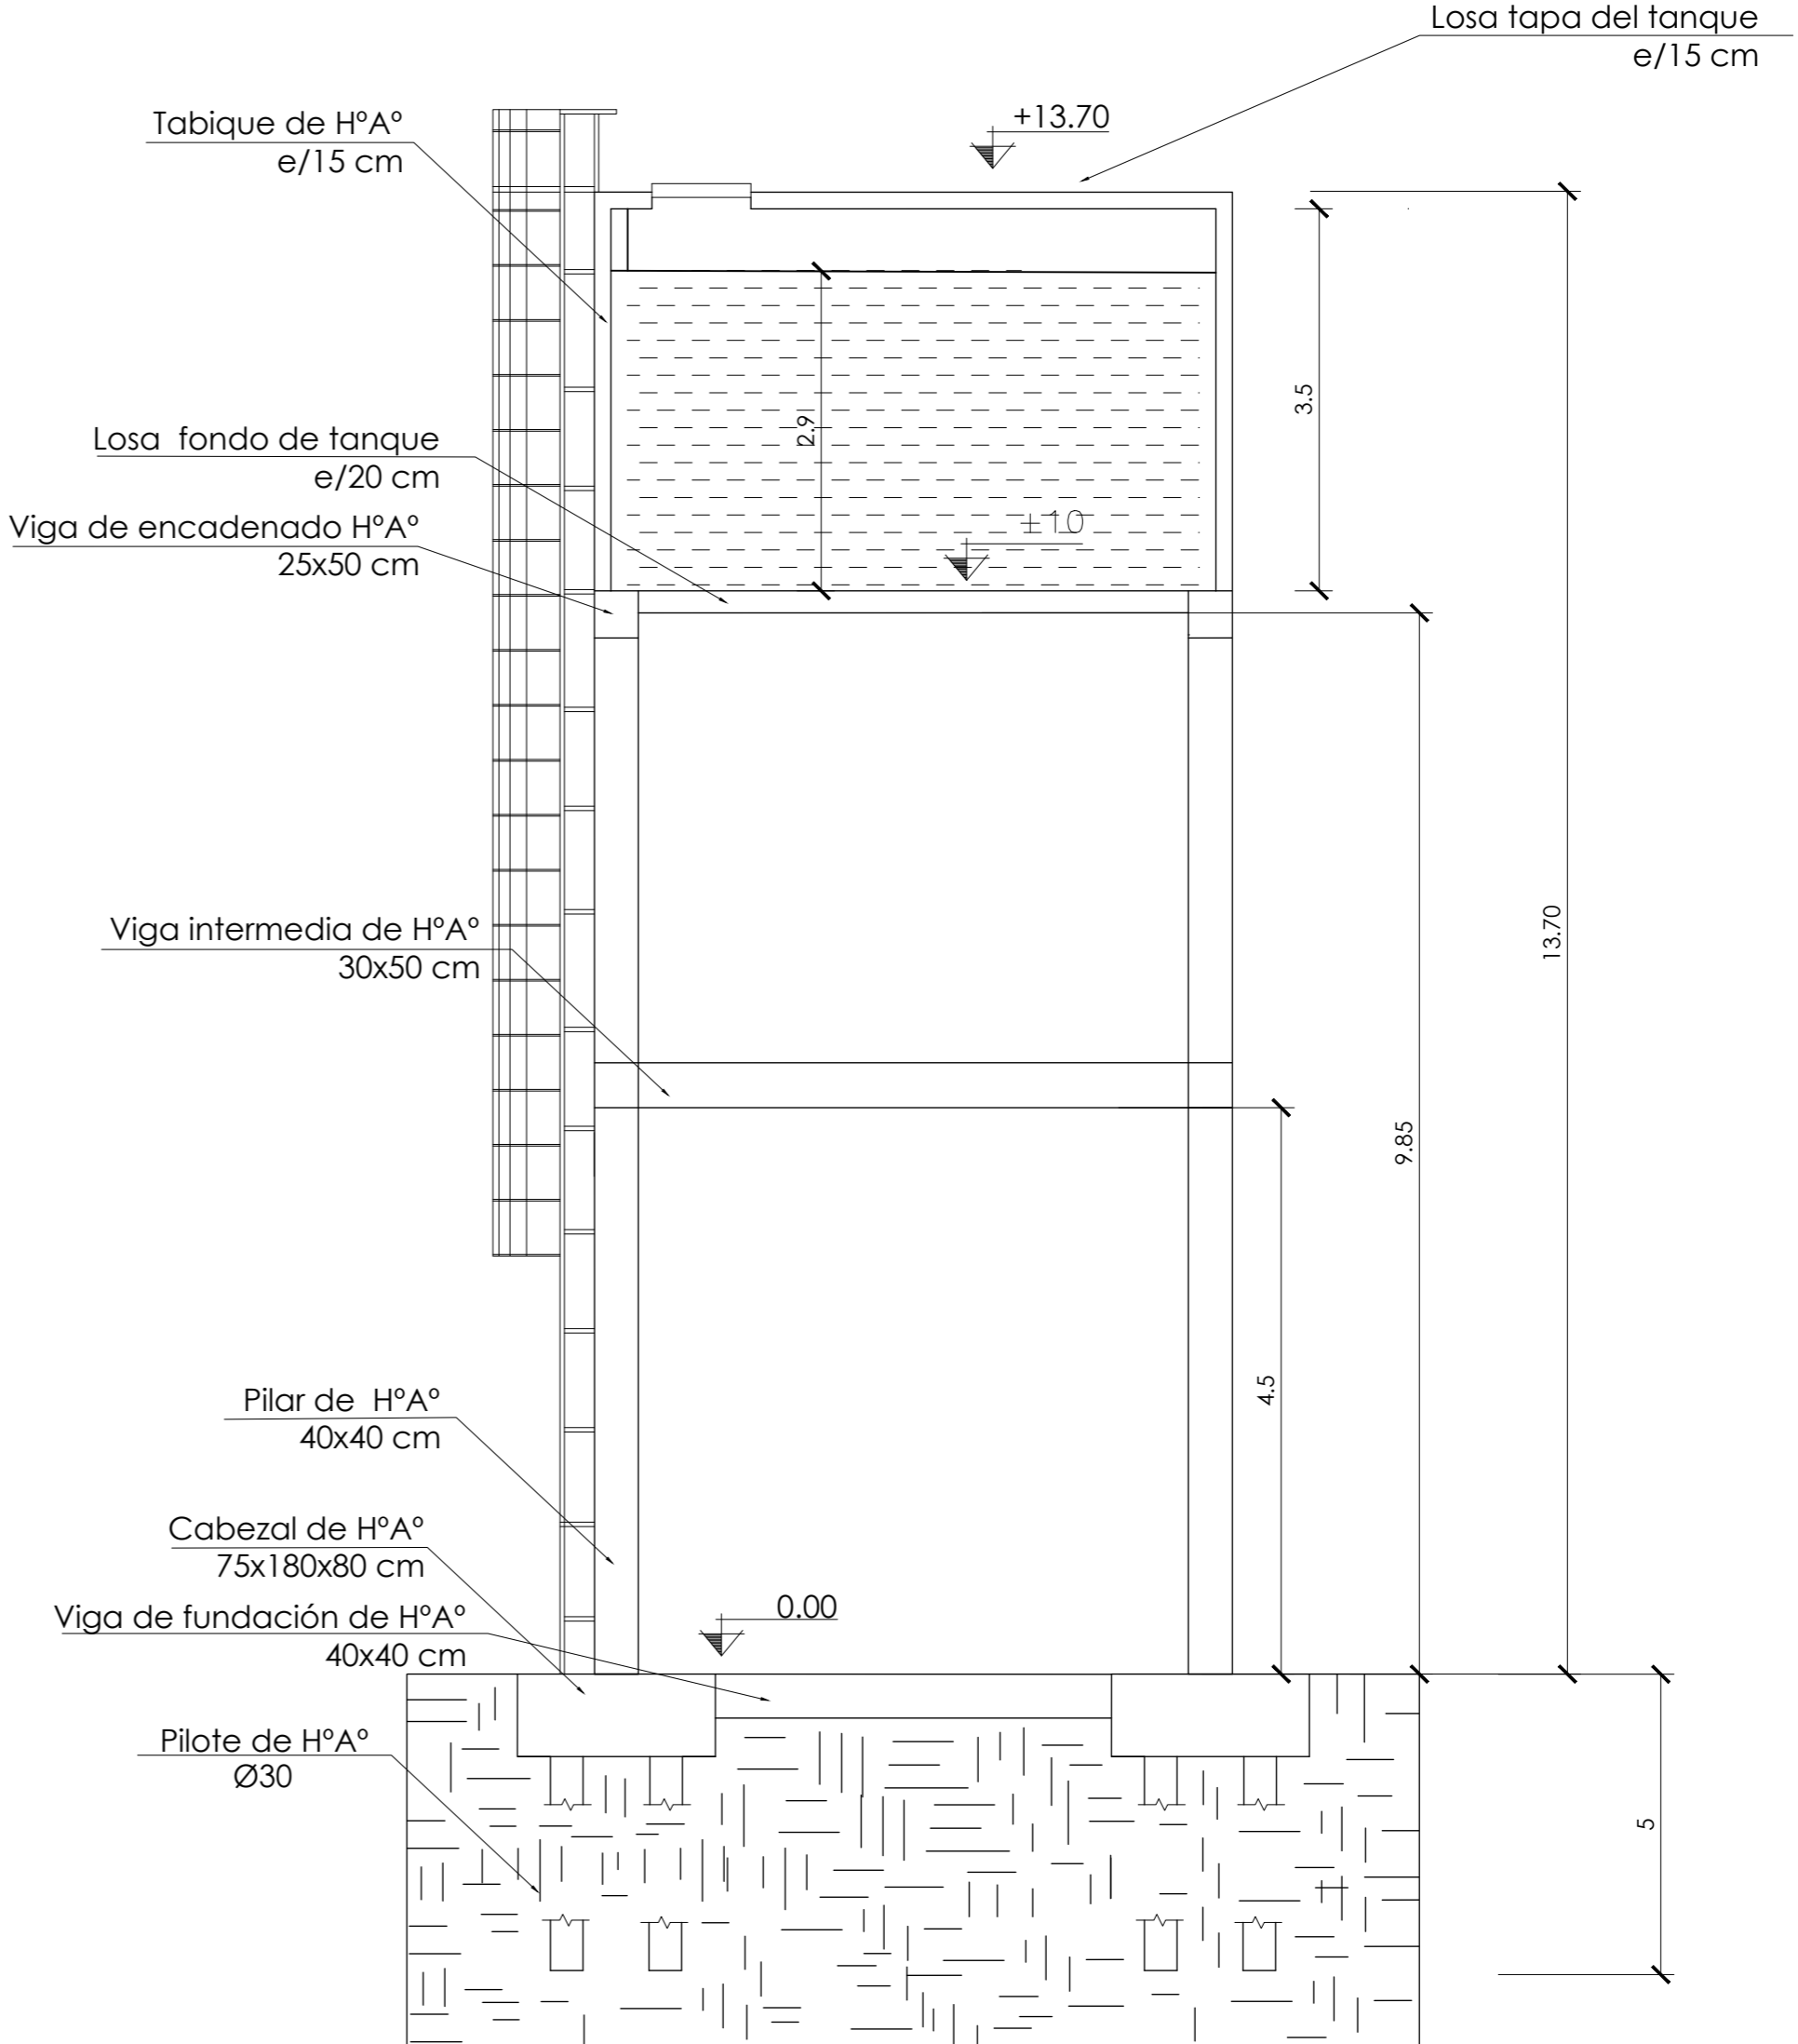 Losa tapa del tanque
e/15 cm
Tabique de HºAº
e/15 cm
+13.70
3.5
2.9
Losa fondo de tanque
e/20 cm
±10
Viga de encadenado HºAº
25x50 cm
Viga intermedia de HºAº
30x50 cm
13.70
9.85
4.5
Pilar de HºAº
40x40 cm
Cabezal de HºAº
75x180x80 cm
0.00
Viga de fundación de HºAº
40x40 cm
Pilote de HºAº
Ø30
5